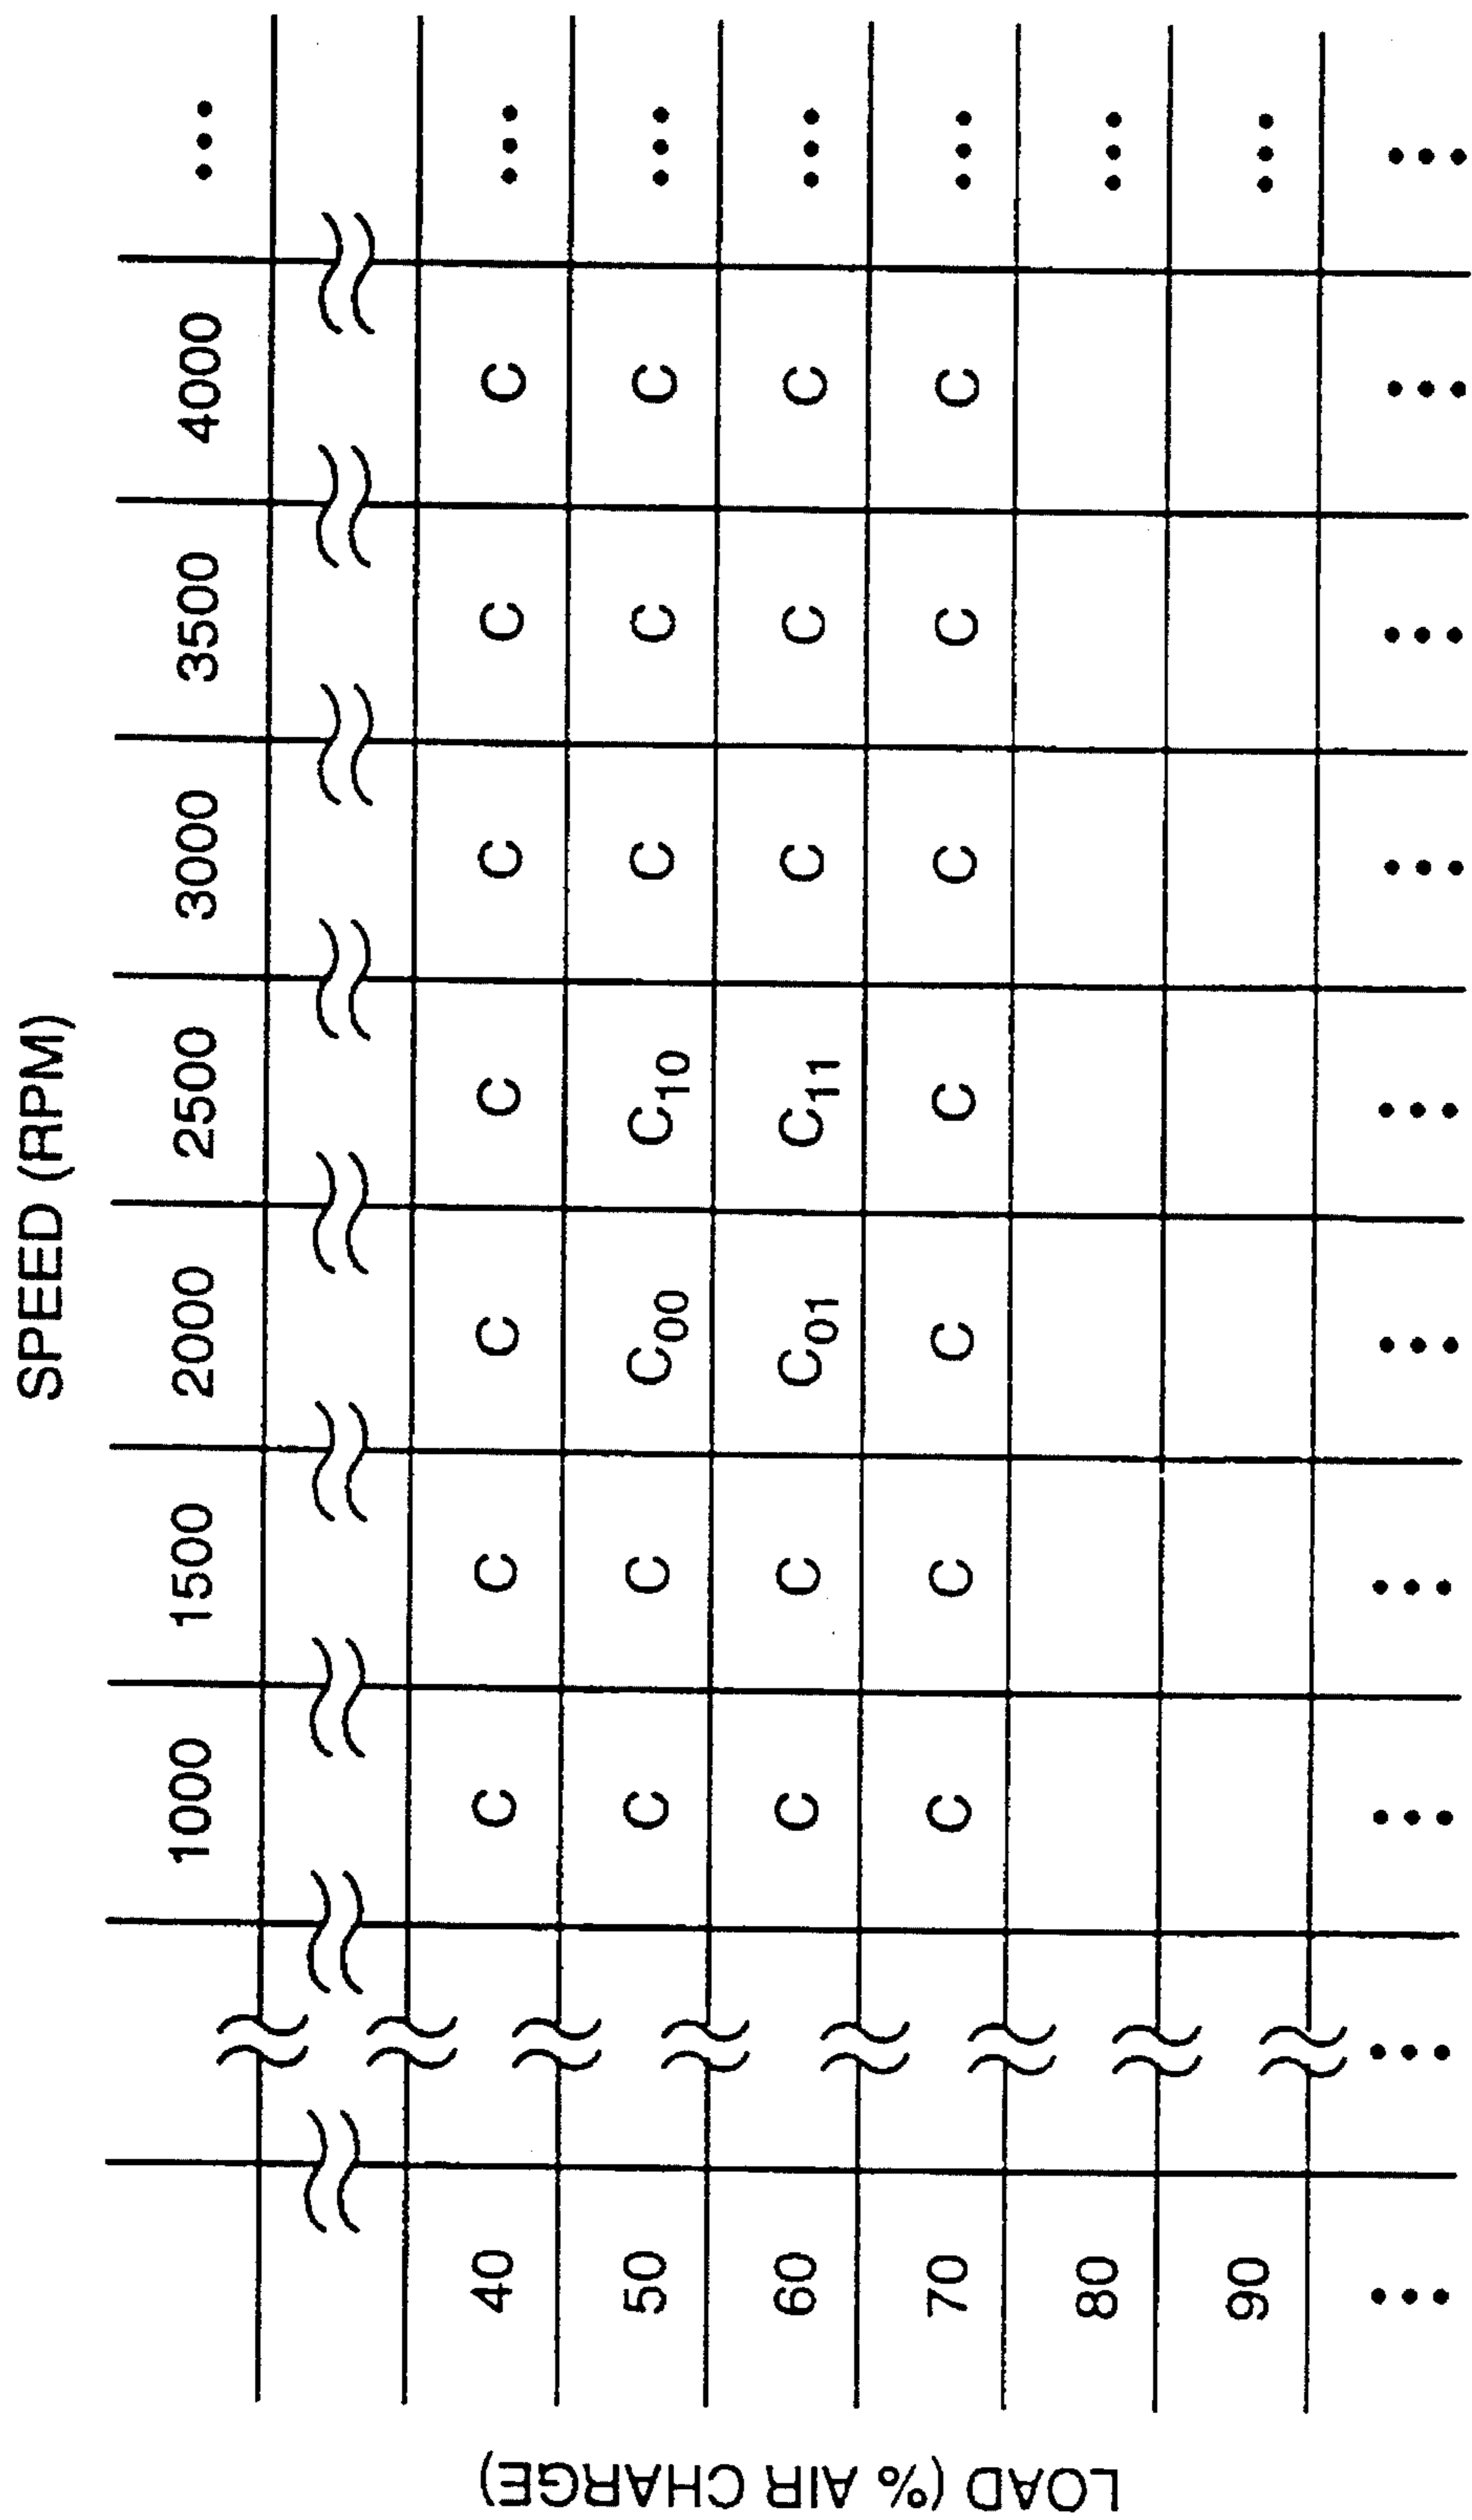 SPEED (RPM)
1000 1500 2000 2500 3000 3500 4000 •••
LOAD (% AIR CHARGE)
40 C C C C C C C •••
50 C C C₀₀ C₁₀ C C C •••
60 C C C₀₁ C₁₁ C C C •••
70 C C C C C C C •••
80 •••
90 •••
••• ••• ••• ••• ••• ••• ••• ••• ••• •••